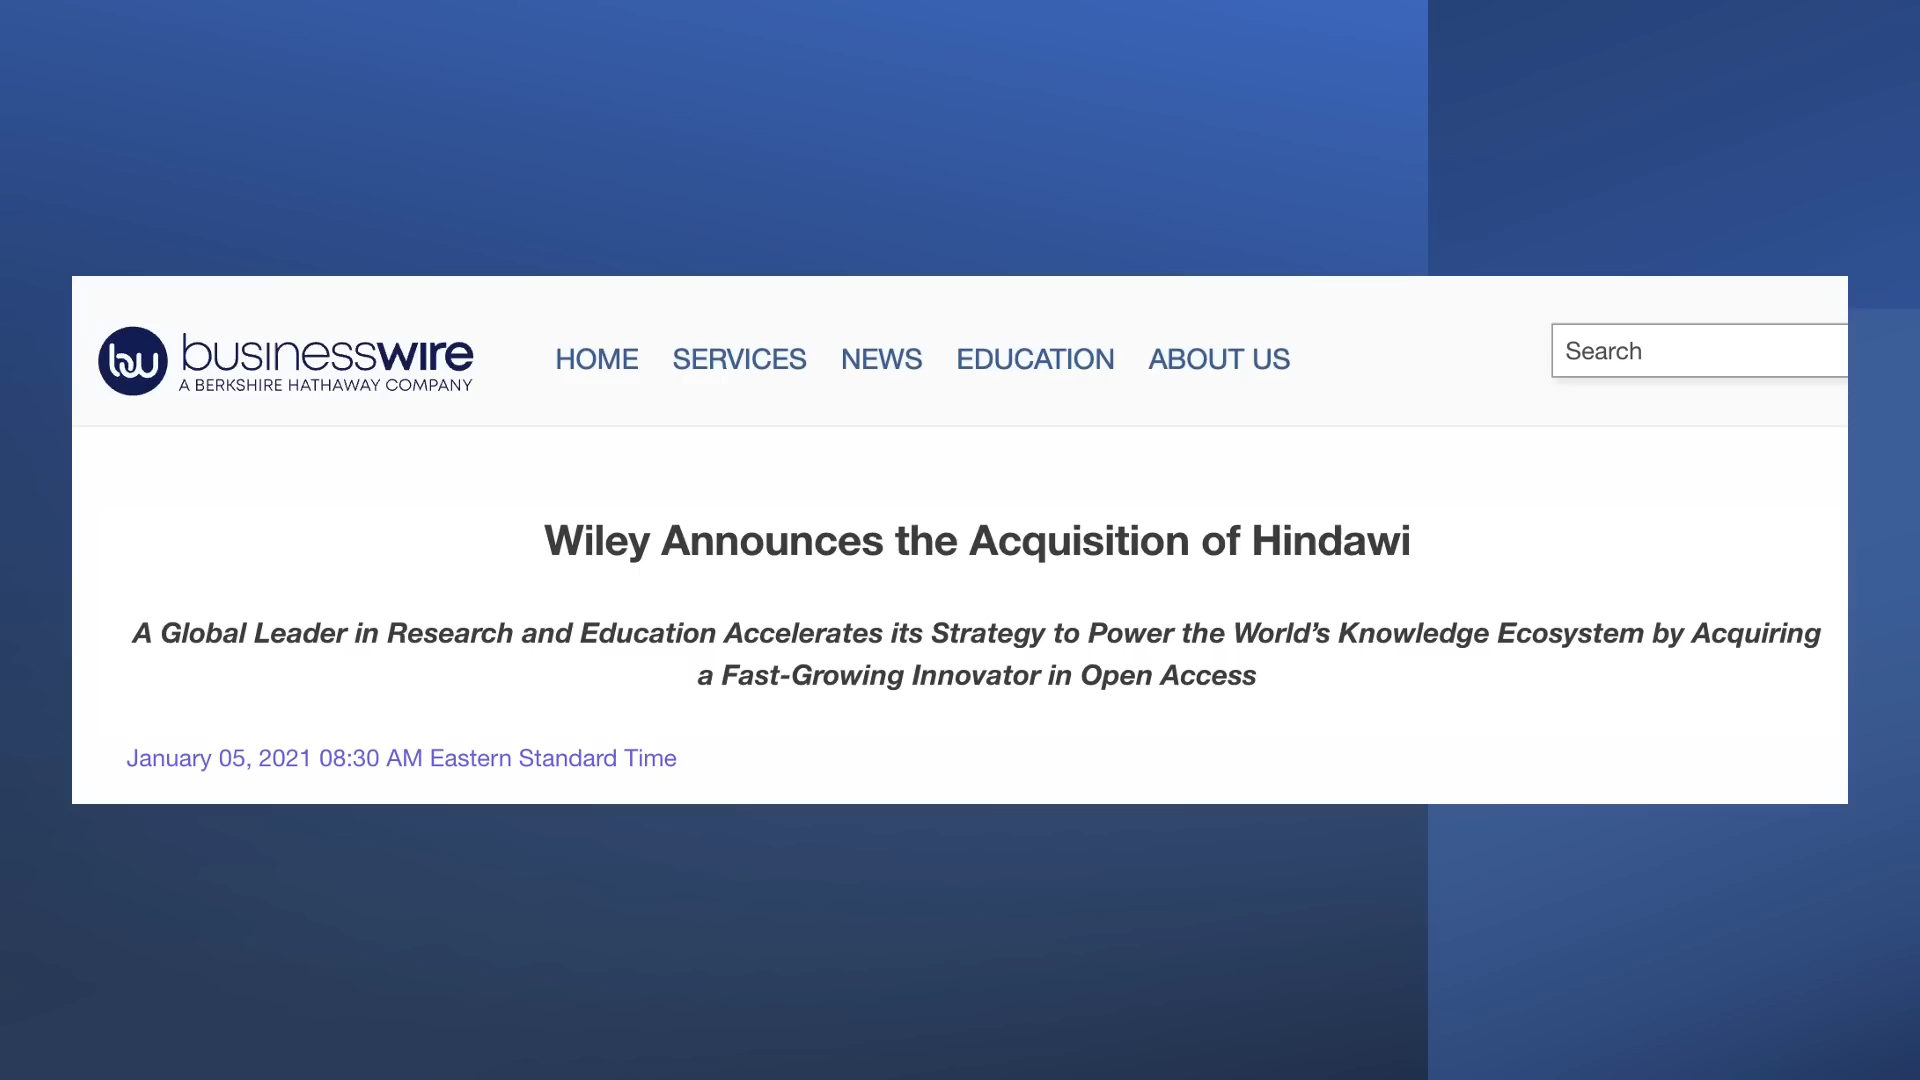 bw businesswire
A BERKSHIRE HATHAWAY COMPANY
HOME SERVICES NEWS EDUCATION ABOUT US
Search
Wiley Announces the Acquisition of Hindawi
A Global Leader in Research and Education Accelerates its Strategy to Power the World’s Knowledge Ecosystem by Acquiring
a Fast-Growing Innovator in Open Access
January 05, 2021 08:30 AM Eastern Standard Time